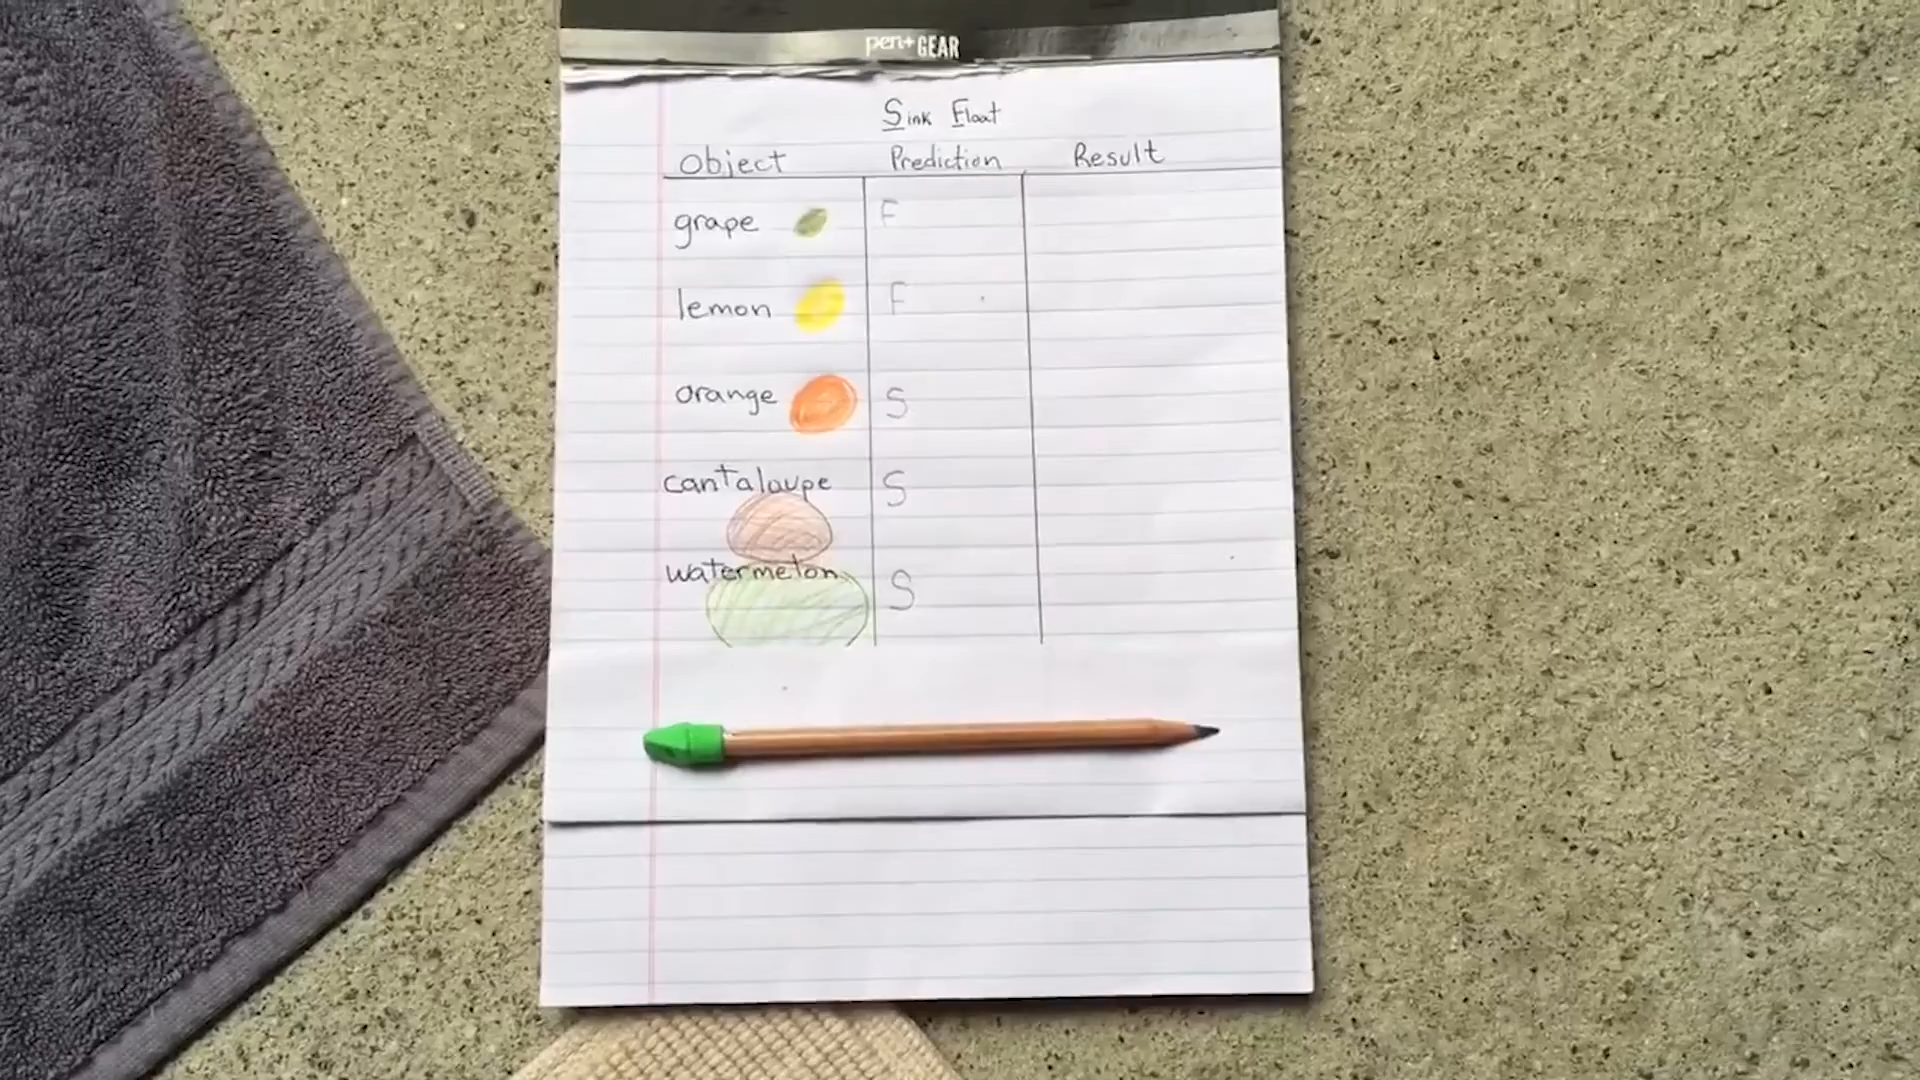 pen+GEAR
Sink Float
Object Prediction Result
grape F
lemon F
orange S
cantaloupe S
watermelon S